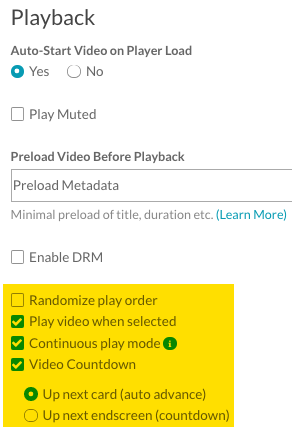 Playback
Auto-Start Video on Player Load
Yes No
Play Muted
Preload Video Before Playback
Preload Metadata
Minimal preload of title, duration etc. (Learn More)
Enable DRM
Randomize play order
Play video when selected
Continuous play mode i
Video Countdown
Up next card (auto advance)
Up next endscreen (countdown)